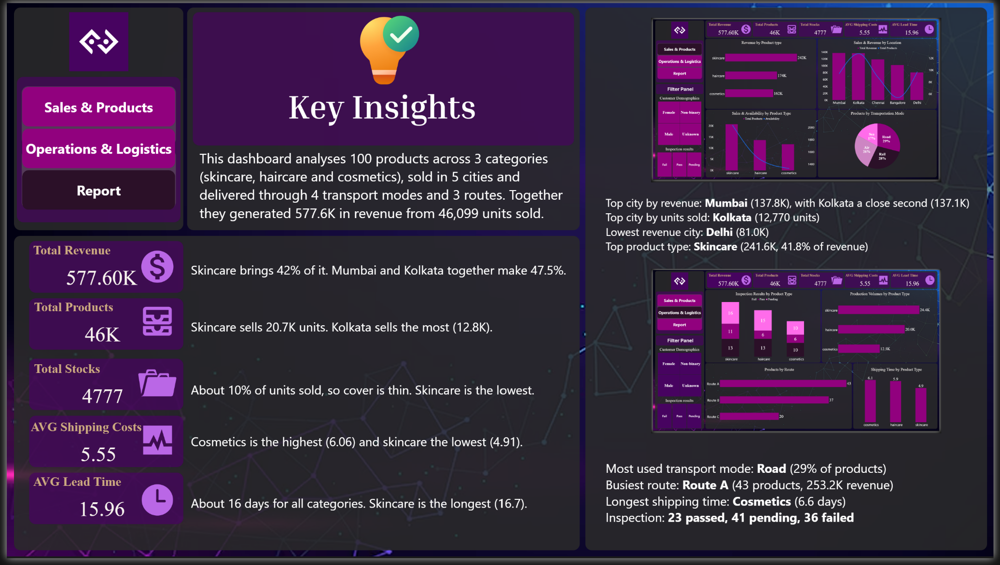 Sales & Products
Operations & Logistics
Report
Key Insights
This dashboard analyses 100 products across 3 categories
(skincare, haircare and cosmetics), sold in 5 cities and
delivered through 4 transport modes and 3 routes. Together
they generated 577.6K in revenue from 46,099 units sold.
Total Revenue
577.60K
Skincare brings 42% of it. Mumbai and Kolkata together make 47.5%.
Total Products
46K
Skincare sells 20.7K units. Kolkata sells the most (12.8K).
Total Stocks
4777
About 10% of units sold, so cover is thin. Skincare is the lowest.
AVG Shipping Costs
5.55
Cosmetics is the highest (6.06) and skincare the lowest (4.91).
AVG Lead Time
15.96
About 16 days for all categories. Skincare is the longest (16.7).
Total Revenue
577.60K
Total Products
46K
Total Stocks
4777
AVG Shipping Costs
5.55
AVG Lead Time
15.96
Sales & Products
Operations & Logistics
Report
Filter Panel
Customer Demographics
Female Non-binary
Male Unknown
Inspection results
Fail Pass Pending
Revenue by Product type
skincare 242K
haircare 174K
cosmetics 162K
Sales & Revenue by Location
Total Revenue Total Products
140K
120K
100K
80K
60K
40K
20K
0K
12K
10K
8K
6K
Mumbai Kolkata Chennai Bangalore Delhi
Sales & Availability by Product Type
Total Products Availability
20K
15K
10K
5K
0K
2000
1800
1600
1400
skincare haircare cosmetics
Products by Transportation Mode
Sea
17%
Road
29%
Air
26%
Rail
28%
Top city by revenue: Mumbai (137.8K), with Kolkata a close second (137.1K)
Top city by units sold: Kolkata (12,770 units)
Lowest revenue city: Delhi (81.0K)
Top product type: Skincare (241.6K, 41.8% of revenue)
Total Revenue
577.60K
Total Products
46K
Total Stocks
4777
AVG Shipping Costs
5.55
AVG Lead Time
15.96
Sales & Products
Operations & Logistics
Report
Filter Panel
Customer Demographics
Female Non-binary
Male Unknown
Inspection results
Fail Pass Pending
Inspection Results by Product Type
Fail Pass Pending
16
11
13
skincare
15
6
13
haircare
10
6
10
cosmetics
Production Volumes by Product Type
skincare 24.4K
haircare 20.0K
cosmetics 12.5K
Products by Route
Route A 43
Route B 37
Route C 20
Shipping Time by Product Type
6.1
5.9
4.9
cosmetics haircare skincare
Most used transport mode: Road (29% of products)
Busiest route: Route A (43 products, 253.2K revenue)
Longest shipping time: Cosmetics (6.6 days)
Inspection: 23 passed, 41 pending, 36 failed